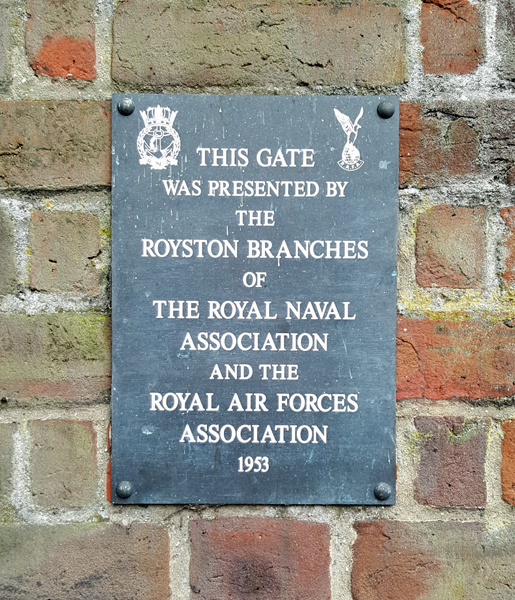 THIS GATE
WAS PRESENTED BY
THE
ROYSTON BRANCHES
OF
THE ROYAL NAVAL
ASSOCIATION
AND THE
ROYAL AIR FORCES
ASSOCIATION
1953